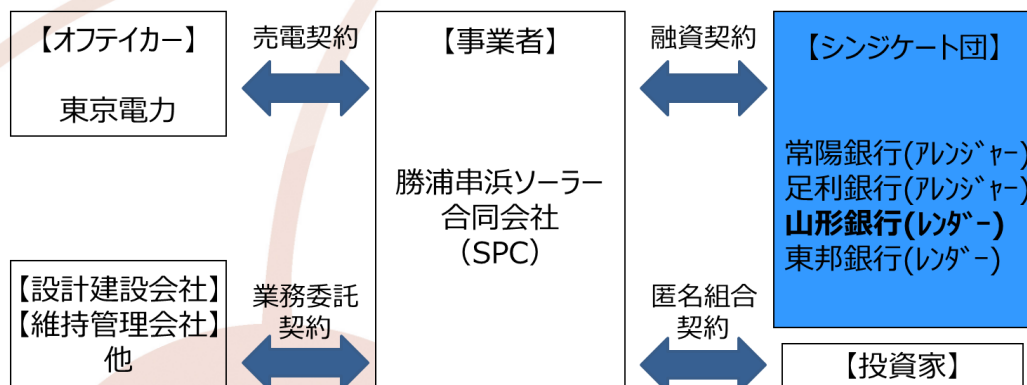 【オフテイカー】
東京電力
売電契約
【事業者】
勝浦串浜ソーラー
合同会社
（SPC）
融資契約
【シンジケート団】
常陽銀行(ｱﾚﾝｼﾞｬｰ)
足利銀行(ｱﾚﾝｼﾞｬｰ)
山形銀行(ﾚﾝﾀﾞｰ)
東邦銀行(ﾚﾝﾀﾞｰ)
【設計建設会社】
【維持管理会社】
他
業務委託
契約
匿名組合
契約
【投資家】